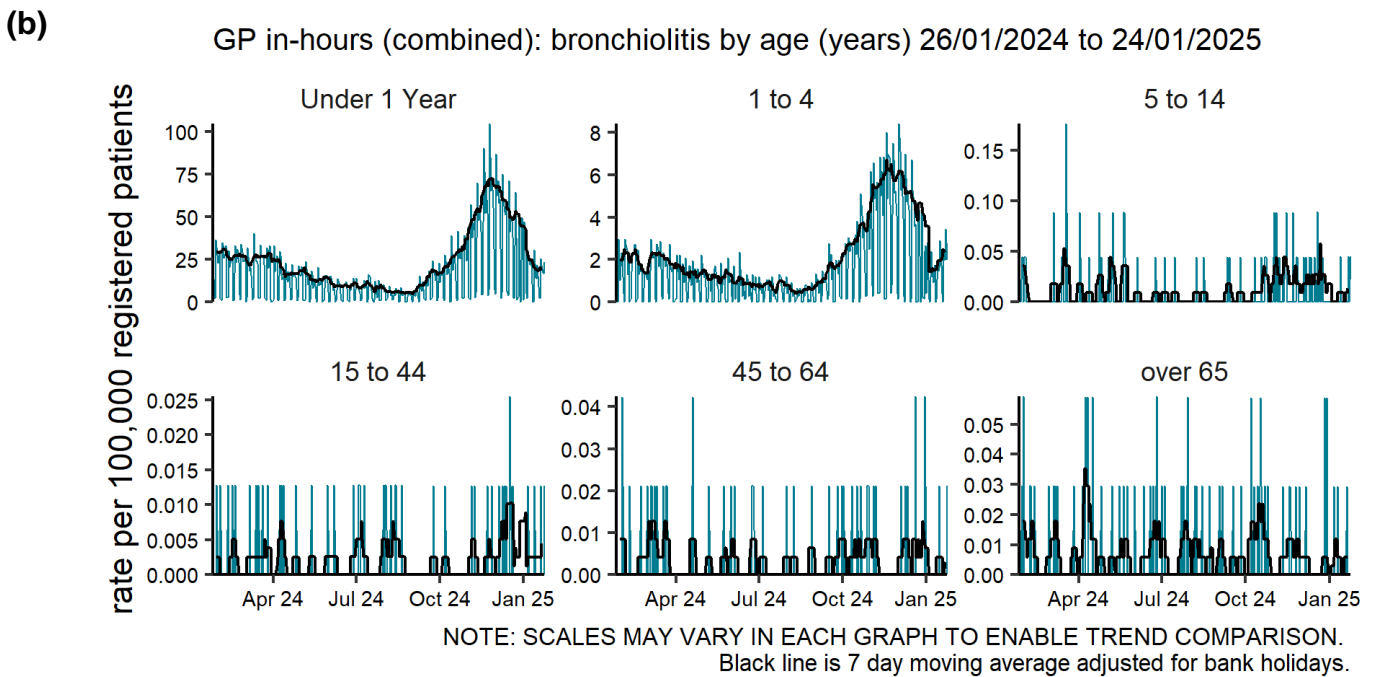 (b)
GP in-hours (combined): bronchiolitis by age (years) 26/01/2024 to 24/01/2025
rate per 100,000 registered patients
Under 1 Year
100
75
50
25
0
1 to 4
8
6
4
2
0
5 to 14
0.15
0.10
0.05
0.00
15 to 44
0.025
0.020
0.015
0.010
0.005
0.000
Apr 24 Jul 24 Oct 24 Jan 25
45 to 64
0.04
0.03
0.02
0.01
0.00
Apr 24 Jul 24 Oct 24 Jan 25
over 65
0.05
0.04
0.03
0.02
0.01
0.00
Apr 24 Jul 24 Oct 24 Jan 25
NOTE: SCALES MAY VARY IN EACH GRAPH TO ENABLE TREND COMPARISON.
Black line is 7 day moving average adjusted for bank holidays.